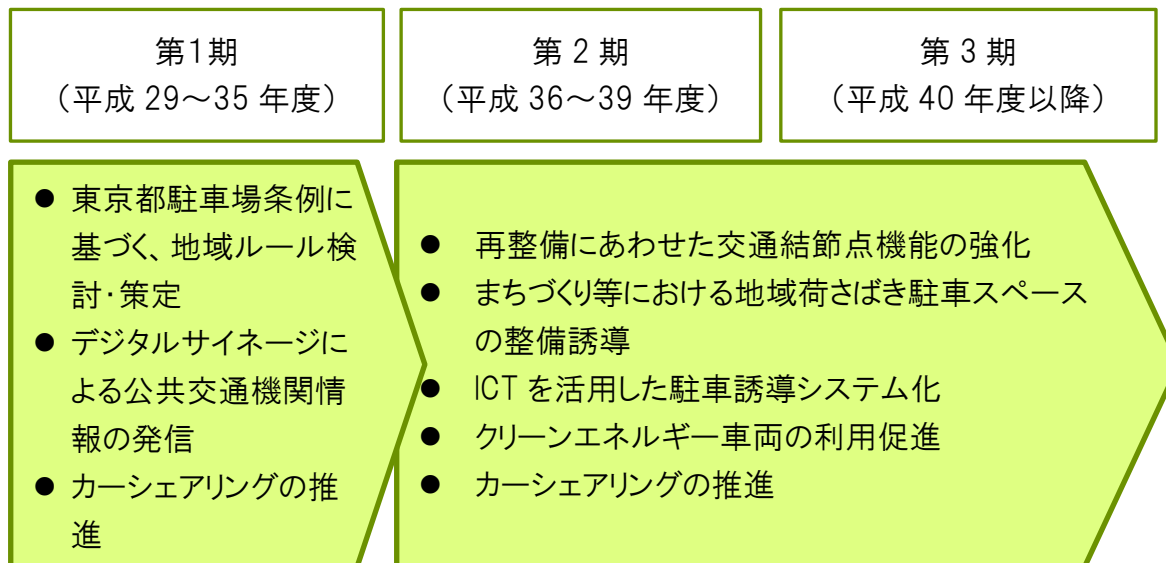 第1期
（平成 29～35 年度）
第 2 期
（平成 36～39 年度）
第 3 期
（平成 40 年度以降）
● 東京都駐車場条例に
基づく、地域ルール検
討・策定
● デジタルサイネージに
よる公共交通機関情
報の発信
● カーシェアリングの推
進
● 再整備にあわせた交通結節点機能の強化
● まちづくり等における地域荷さばき駐車スペース
の整備誘導
● ICT を活用した駐車誘導システム化
● クリーンエネルギー車両の利用促進
● カーシェアリングの推進